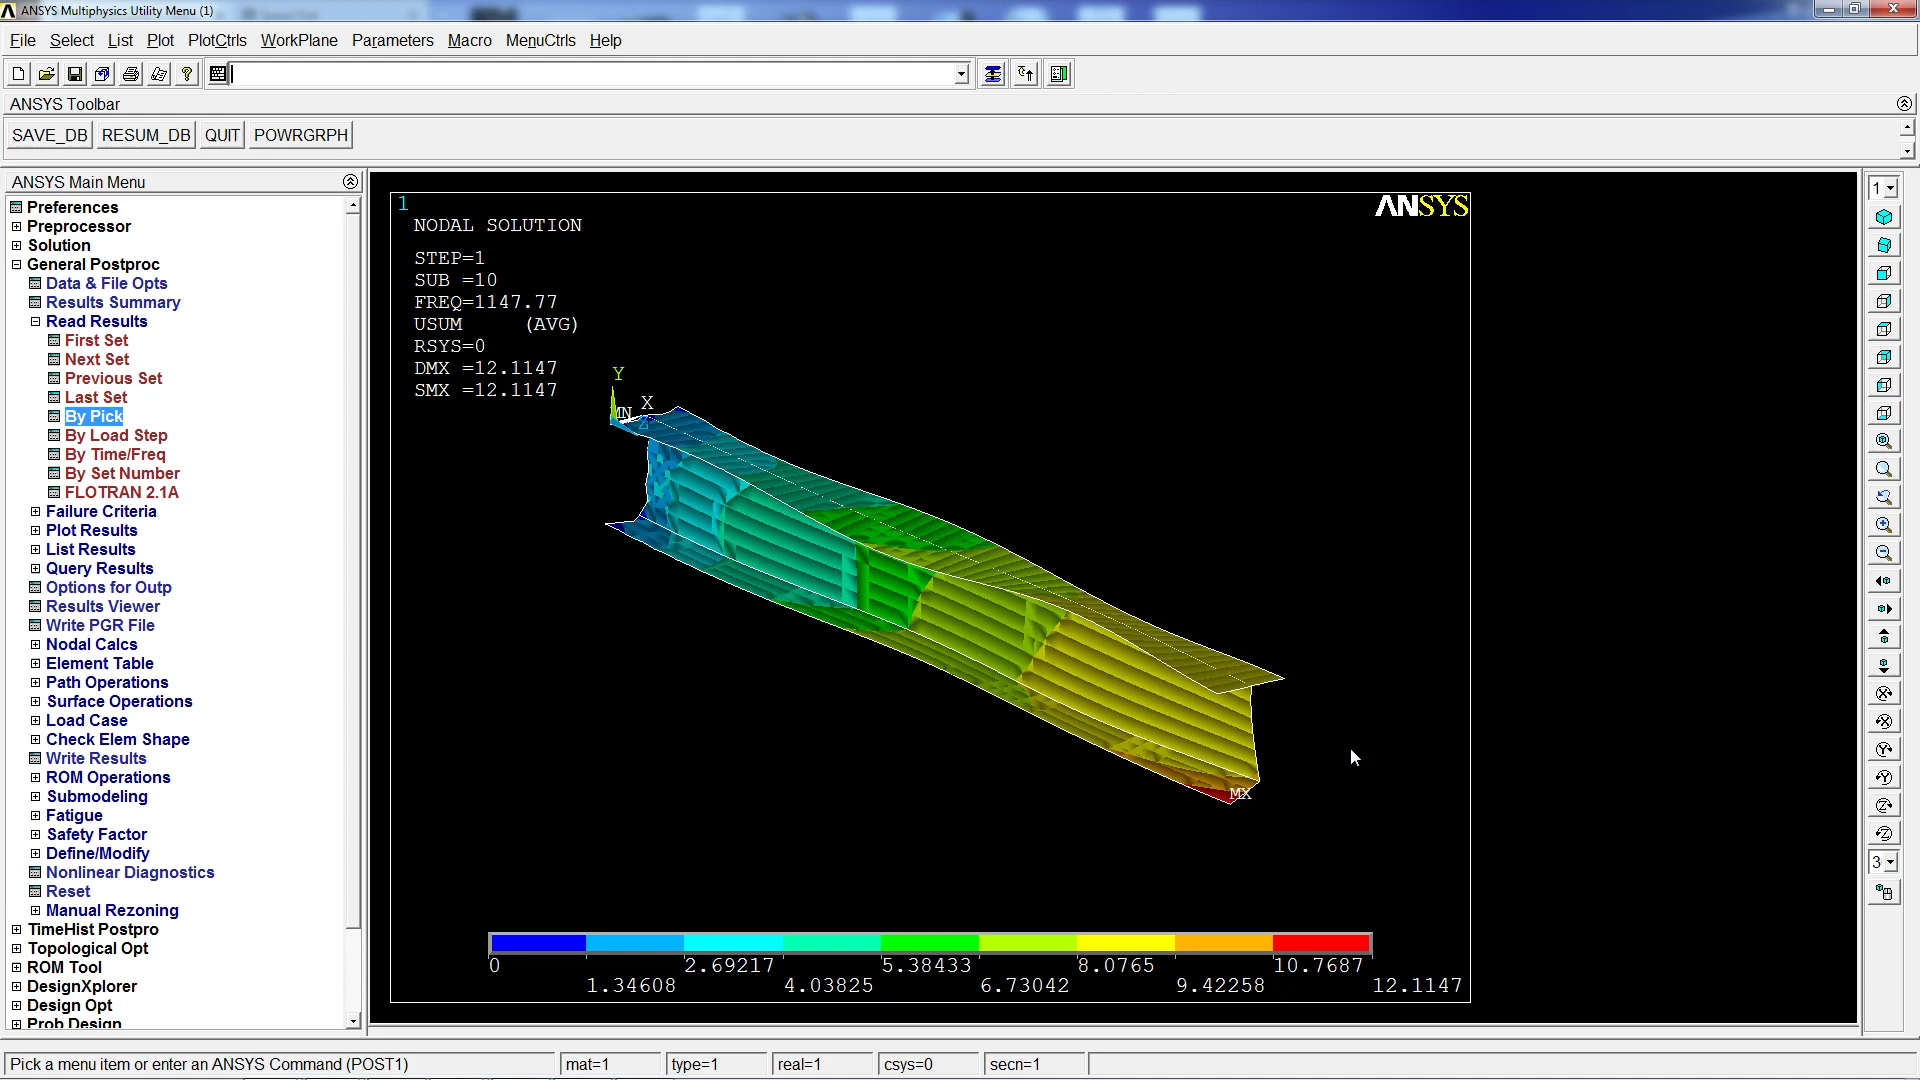 ANSYS Multiphysics Utility Menu (1)
File Select List Plot PlotCtrls WorkPlane Parameters Macro MenuCtrls Help
ANSYS Toolbar
SAVE_DB RESUM_DB QUIT POWRGRPH
ANSYS Main Menu
Preferences
Preprocessor
Solution
General Postproc
Data & File Opts
Results Summary
Read Results
First Set
Next Set
Previous Set
Last Set
By Pick
By Load Step
By Time/Freq
By Set Number
FLOTRAN 2.1A
Failure Criteria
Plot Results
List Results
Query Results
Options for Outp
Results Viewer
Write PGR File
Nodal Calcs
Element Table
Path Operations
Surface Operations
Load Case
Check Elem Shape
Write Results
ROM Operations
Submodeling
Fatigue
Safety Factor
Define/Modify
Nonlinear Diagnostics
Reset
Manual Rezoning
TimeHist Postpro
Topological Opt
ROM Tool
DesignXplorer
Design Opt
Prob Design
1
ANSYS
NODAL SOLUTION
STEP=1
SUB =10
FREQ=1147.77
USUM (AVG)
RSYS=0
DMX =12.1147
SMX =12.1147
Y
X
MN
Z
MX
0 2.69217 5.38433 8.0765 10.7687
1.34608 4.03825 6.73042 9.42258 12.1147
1
3
Pick a menu item or enter an ANSYS Command (POST1) mat=1 type=1 real=1 csys=0 secn=1